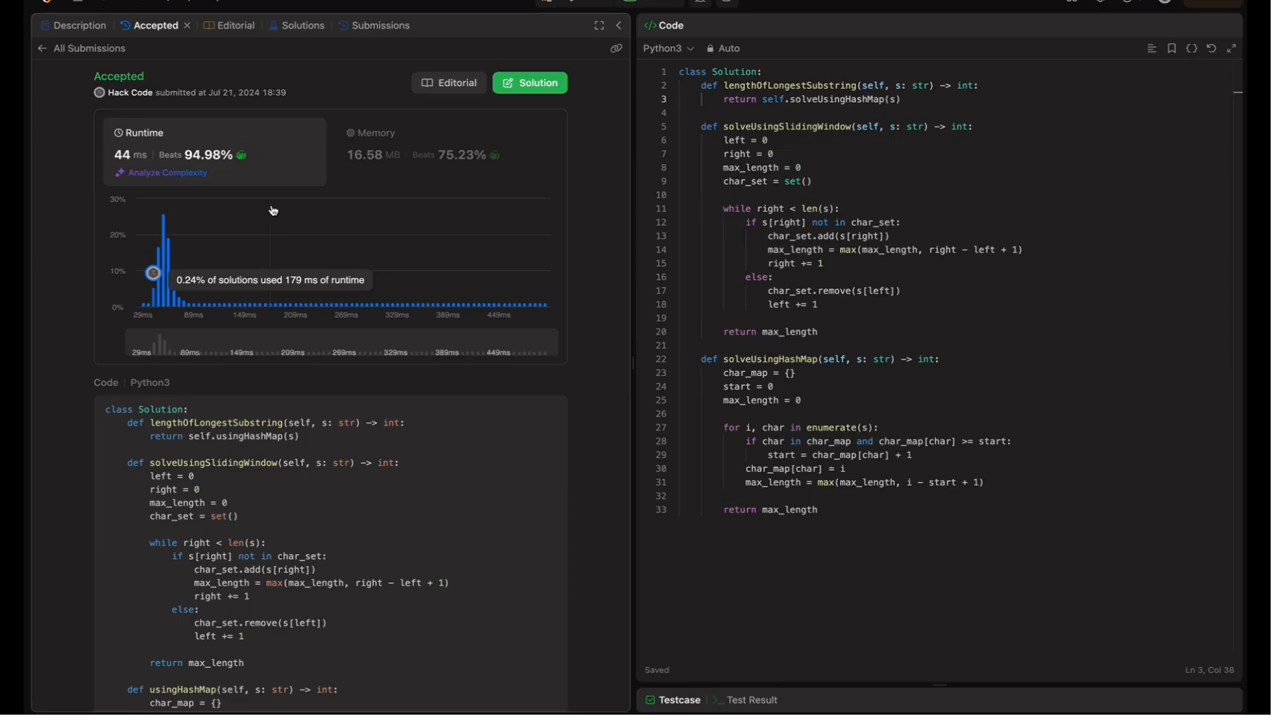 Description
Accepted
Editorial
Solutions
Submissions
All Submissions
Accepted
Hack Code submitted at Jul 21, 2024 18:39
Editorial
Solution
Runtime
44 ms | Beats 94.98%
Analyze Complexity
Memory
16.58 MB | Beats 75.23%
30%
20%
10%
0%
0.24% of solutions used 179 ms of runtime
29ms 89ms 149ms 209ms 269ms 329ms 389ms 449ms
29ms 89ms 149ms 209ms 269ms 329ms 389ms 449ms
Code | Python3
class Solution:
    def lengthOfLongestSubstring(self, s: str) -> int:
        return self.usingHashMap(s)

    def solveUsingSlidingWindow(self, s: str) -> int:
        left = 0
        right = 0
        max_length = 0
        char_set = set()

        while right < len(s):
            if s[right] not in char_set:
                char_set.add(s[right])
                max_length = max(max_length, right - left + 1)
                right += 1
            else:
                char_set.remove(s[left])
                left += 1

        return max_length

    def usingHashMap(self, s: str) -> int:
        char_map = {}
Code
Python3
Auto
1 class Solution:
2     def lengthOfLongestSubstring(self, s: str) -> int:
3         return self.solveUsingHashMap(s)
4
5     def solveUsingSlidingWindow(self, s: str) -> int:
6         left = 0
7         right = 0
8         max_length = 0
9         char_set = set()
10
11         while right < len(s):
12             if s[right] not in char_set:
13                 char_set.add(s[right])
14                 max_length = max(max_length, right - left + 1)
15                 right += 1
16             else:
17                 char_set.remove(s[left])
18                 left += 1
19
20         return max_length
21
22     def solveUsingHashMap(self, s: str) -> int:
23         char_map = {}
24         start = 0
25         max_length = 0
26
27         for i, char in enumerate(s):
28             if char in char_map and char_map[char] >= start:
29                 start = char_map[char] + 1
30             char_map[char] = i
31             max_length = max(max_length, i - start + 1)
32
33         return max_length
Saved
Ln 3, Col 38
Testcase
Test Result